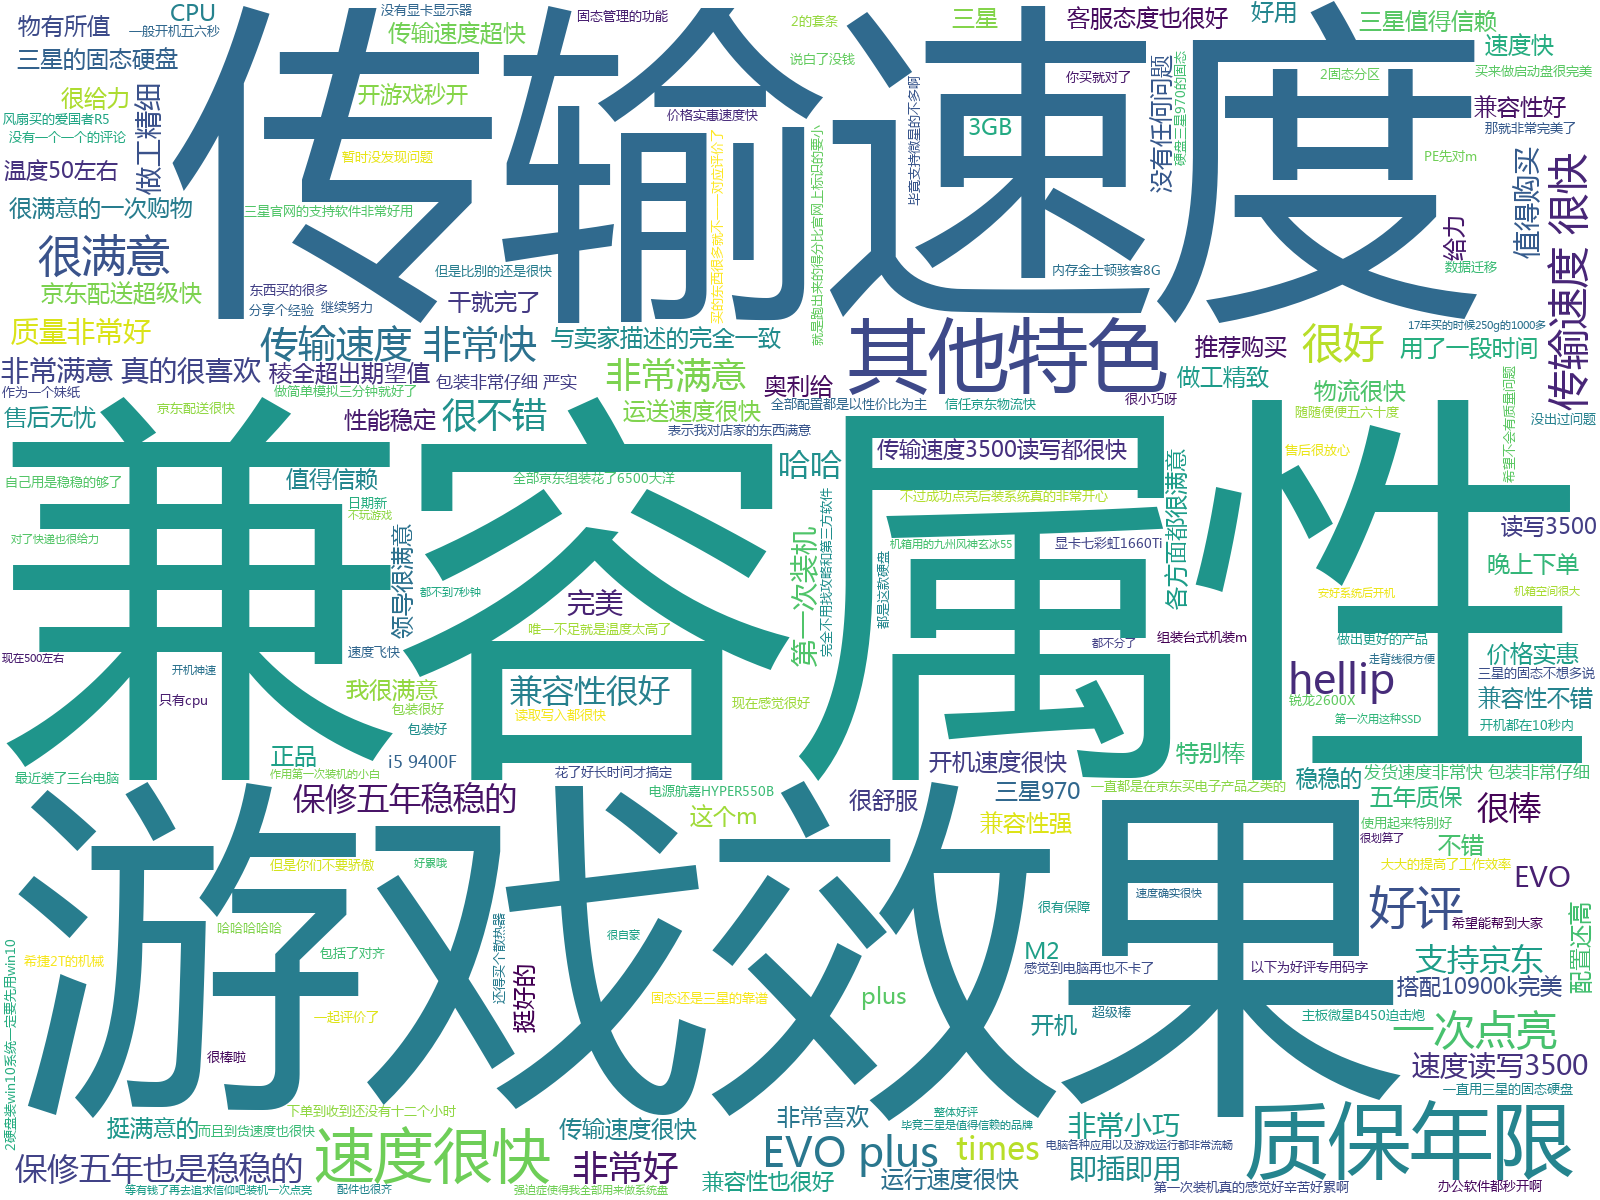 传输速度
兼容属性
游戏效果
其他特色
质保年限
速度很快
物有所值
CPU
一般开机五六秒
三星的固态硬盘
没有显卡显示器
传输速度超快
固态管理的功能
2的套条
说白了没钱
三星
客服态度也很好
好用
三星值得信赖
速度快
买来做启动盘很完美
2固态分区
你买就对了
没有任何问题
硬盘三星970的固态
很给力
做工精细
风扇买的爱国者R5
没有一个一个的评论
开游戏秒开
价格实惠速度快
3GB
兼容性好
那就非常完美了
PE先对m
温度50左右
暂时没发现问题
很满意的一次购物
三星官网的支持软件非常好用
值得购买
传输速度 很快
给力
数据迁移
很满意
京东配送超级快
东西买的很多
分享个经验
继续努力
但是比别的还是很快
干就完了
内存金士顿骇客8G
毕竟支持微星的不多啊
就是跑出来的得分比官网上标识的要小
买的东西很多就不一一对应评价了
17年买的时候250g的1000多
质量非常好
传输速度 非常快
与卖家描述的完全一致
推荐购买
很好
用了一段时间
非常满意 真的很喜欢
稜全超出期望值
包装非常仔细 严实
非常满意
奥利给
做工精致
物流很快
作为一个妹纸
做简单模拟三分钟就好了
京东配送很快
售后无忧
性能稳定
很不错
运送速度很快
全部配置都是以性价比为主
信任京东物流快
很小巧呀
随随便便五六十度
没出过问题
希望不会有质量问题
表示我对店家的东西满意
传输速度3500读写都很快
售后很放心
哈哈
值得信赖
自己用是稳稳的够了
全部京东组装花了6500大洋
不过成功点亮后装系统真的非常开心
各方面都很满意
日期新
不玩游戏
读写3500
对了快递也很给力
领导很满意
第一次装机
完全不用找攻略和第三方软件
都是这款硬盘
机箱用的九州风神玄冰55
显卡七彩虹1660Ti
晚上下单
都不到7秒钟
完美
安好系统后开机
机箱空间很大
唯一不足就是温度太高了
都不分了
组装台式机装m
做出更好的产品
现在500左右
速度飞快
走背线很方便
价格实惠
开机神速
hellip
三星的固态不想多说
我很满意
兼容性很好
只有cpu
包装很好
现在感觉很好
锐龙2600X
兼容性不错
读取写入都很快
包装好
第一次用这种SSD
开机都在10秒内
正品
i5 9400F
开机速度很快
特别棒
最近装了三台电脑
作用第一次装机的小白
花了好长时间才搞定
稳稳的
发货速度非常快 包装非常仔细
一直都是在京东买电子产品之类的
保修五年稳稳的
电源航嘉HYPER550B
很舒服
三星970
五年质保
很棒
这个m
兼容性强
使用起来特别好
很划算了
不错
但是你们不要骄傲
好累哦
大大的提高了工作效率
EVO
速度确实很快
好评
很有保障
希望能帮到大家
哈哈哈哈哈
还得买个散热器
很自豪
M2
支持京东
配置还高
包括了对齐
希捷2T的机械
感觉到电脑再也不卡了
以下为好评专用码字
搭配10900k完美
挺好的
固态还是三星的靠谱
plus
超级棒
开机
主板微星B450迫击炮
一起评价了
一次点亮
很棒啦
速度读写3500
2硬盘装win10系统一定要先用win10
一直用三星的固态硬盘
下单到收到还没有十二个小时
非常喜欢
整体好评
毕竟三星是值得信赖的品牌
非常小巧
挺满意的
而且到货速度也很快
传输速度很快
EVO plus
times
电脑各种应用以及游戏运行都非常流畅
即插即用
保修五年也是稳稳的
非常好
兼容性也很好
运行速度很快
等有钱了再去追求信仰吧装机一次点亮
配件也很齐
强迫症使得我全部用来做系统盘
第一次装机真的感觉好辛苦好累啊
办公软件都秒开啊